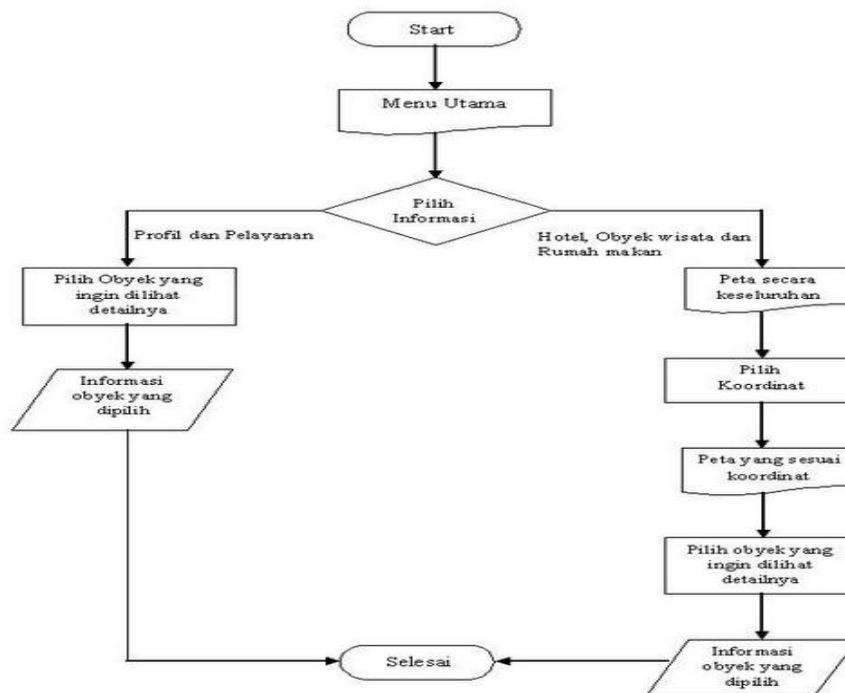 Start
Menu Utama
Pilih
Informasi
Profil dan Pelayanan
Hotel, Obyek wisata dan
Rumah makan
Pilih Obyek yang
ingin dilihat
detailnya
Informasi
obyek yang
dipilih
Peta secara
keseluruhan
Pilih
Koordinat
Peta yang sesuai
koordinat
Pilih obyek yang
ingin dilihat
detailnya
Informasi
obyek yang
dipilih
Selesai